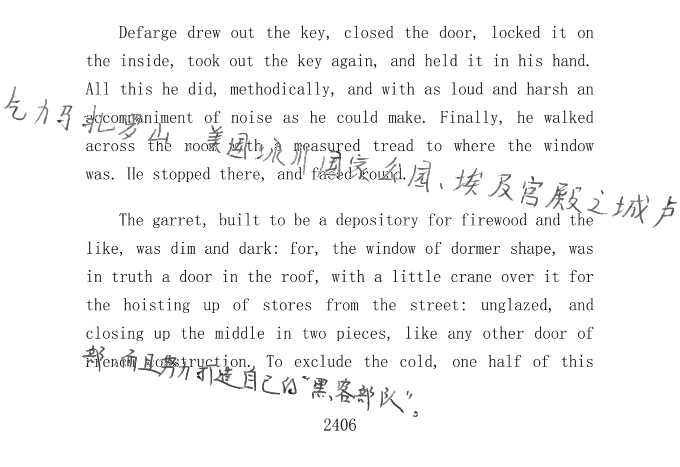 Defarge drew out the key, closed the door, locked it on
the inside, took out the key again, and held it in his hand.
All this he did, methodically, and with as loud and harsh an
accompaniment of noise as he could make. Finally, he walked
across the room with a measured tread to where the window
was. He stopped there, and faced round.
乞力马扎罗山、美国冰川国家公园、埃及宫殿之城卢
The garret, built to be a depository for firewood and the
like, was dim and dark: for, the window of dormer shape, was
in truth a door in the roof, with a little crane over it for
the hoisting up of stores from the street: unglazed, and
closing up the middle in two pieces, like any other door of
French construction. To exclude the cold, one half of this
部,而且努力打造自己的“黑客部队”。
2406